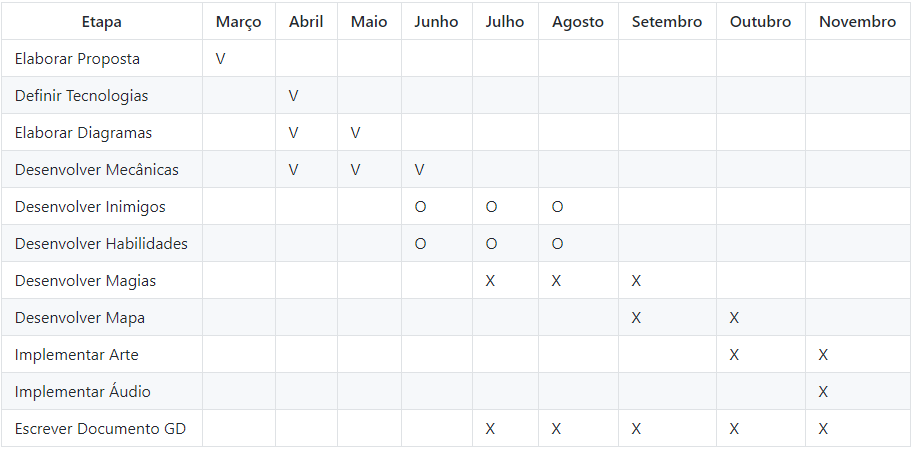 Etapa Março Abril Maio Junho Julho Agosto Setembro Outubro Novembro
Elaborar Proposta V
Definir Tecnologias V
Elaborar Diagramas V V
Desenvolver Mecânicas V V V
Desenvolver Inimigos O O O
Desenvolver Habilidades O O O
Desenvolver Magias X X X
Desenvolver Mapa X X
Implementar Arte X X
Implementar Áudio X
Escrever Documento GD X X X X X